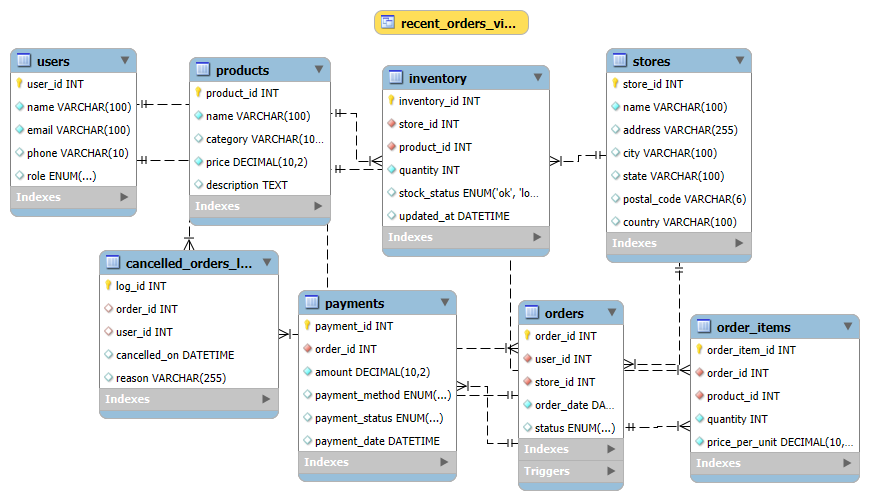 recent_orders_vi...
users
user_id INT
name VARCHAR(100)
email VARCHAR(100)
phone VARCHAR(10)
role ENUM(...)
Indexes
products
product_id INT
name VARCHAR(100)
category VARCHAR(10...
price DECIMAL(10,2)
description TEXT
Indexes
inventory
inventory_id INT
store_id INT
product_id INT
quantity INT
stock_status ENUM('ok', 'lo...
updated_at DATETIME
Indexes
stores
store_id INT
name VARCHAR(100)
address VARCHAR(255)
city VARCHAR(100)
state VARCHAR(100)
postal_code VARCHAR(6)
country VARCHAR(100)
Indexes
cancelled_orders_l...
log_id INT
order_id INT
user_id INT
cancelled_on DATETIME
reason VARCHAR(255)
Indexes
payments
payment_id INT
order_id INT
amount DECIMAL(10,2)
payment_method ENUM(...)
payment_status ENUM(...)
payment_date DATETIME
Indexes
orders
order_id INT
user_id INT
store_id INT
order_date DA...
status ENUM(...)
Indexes
Triggers
order_items
order_item_id INT
order_id INT
product_id INT
quantity INT
price_per_unit DECIMAL(10,...
Indexes